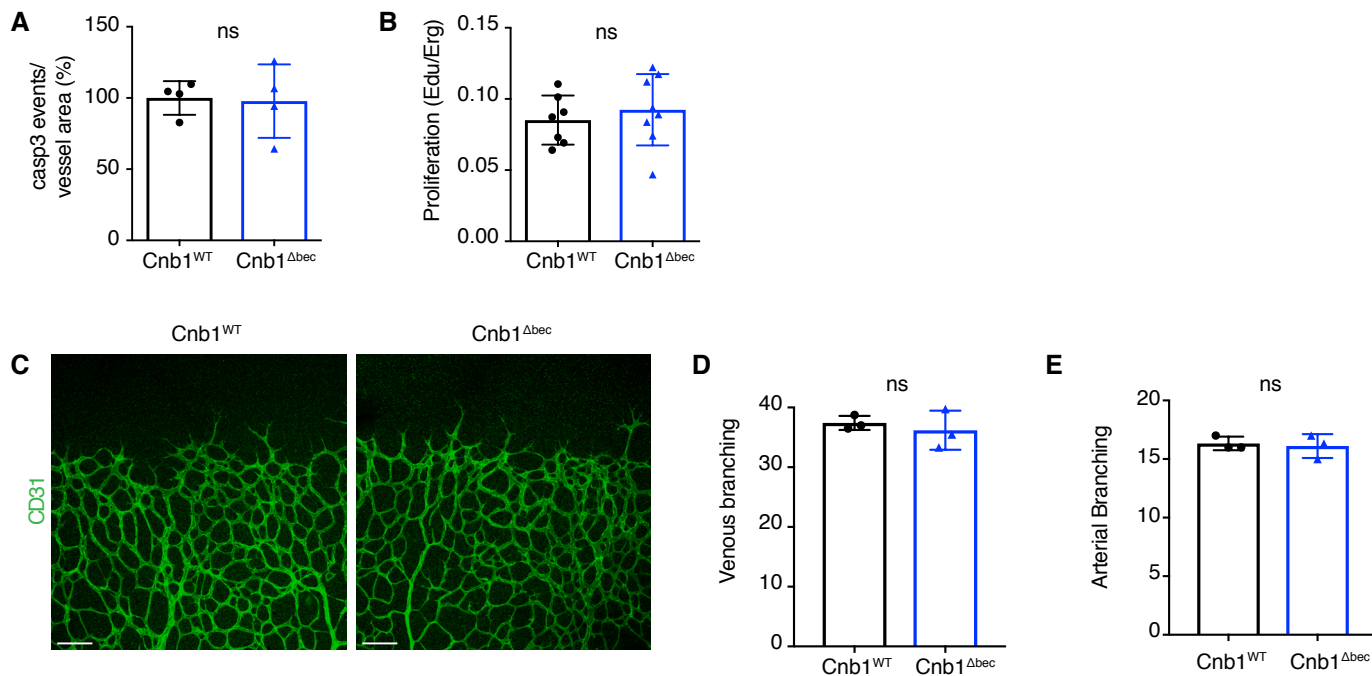 A
casp3 events/
vessel area (%)
150
100
50
0
ns
Cnb1WT
Cnb1Δbec
B
Proliferation (Edu/Erg)
0.15
0.10
0.05
0.00
ns
Cnb1WT
Cnb1Δbec
C
Cnb1WT
Cnb1Δbec
CD31
D
Venous branching
40
30
20
10
0
ns
Cnb1WT
Cnb1Δbec
E
Arterial Branching
20
15
10
5
0
ns
Cnb1WT
Cnb1Δbec